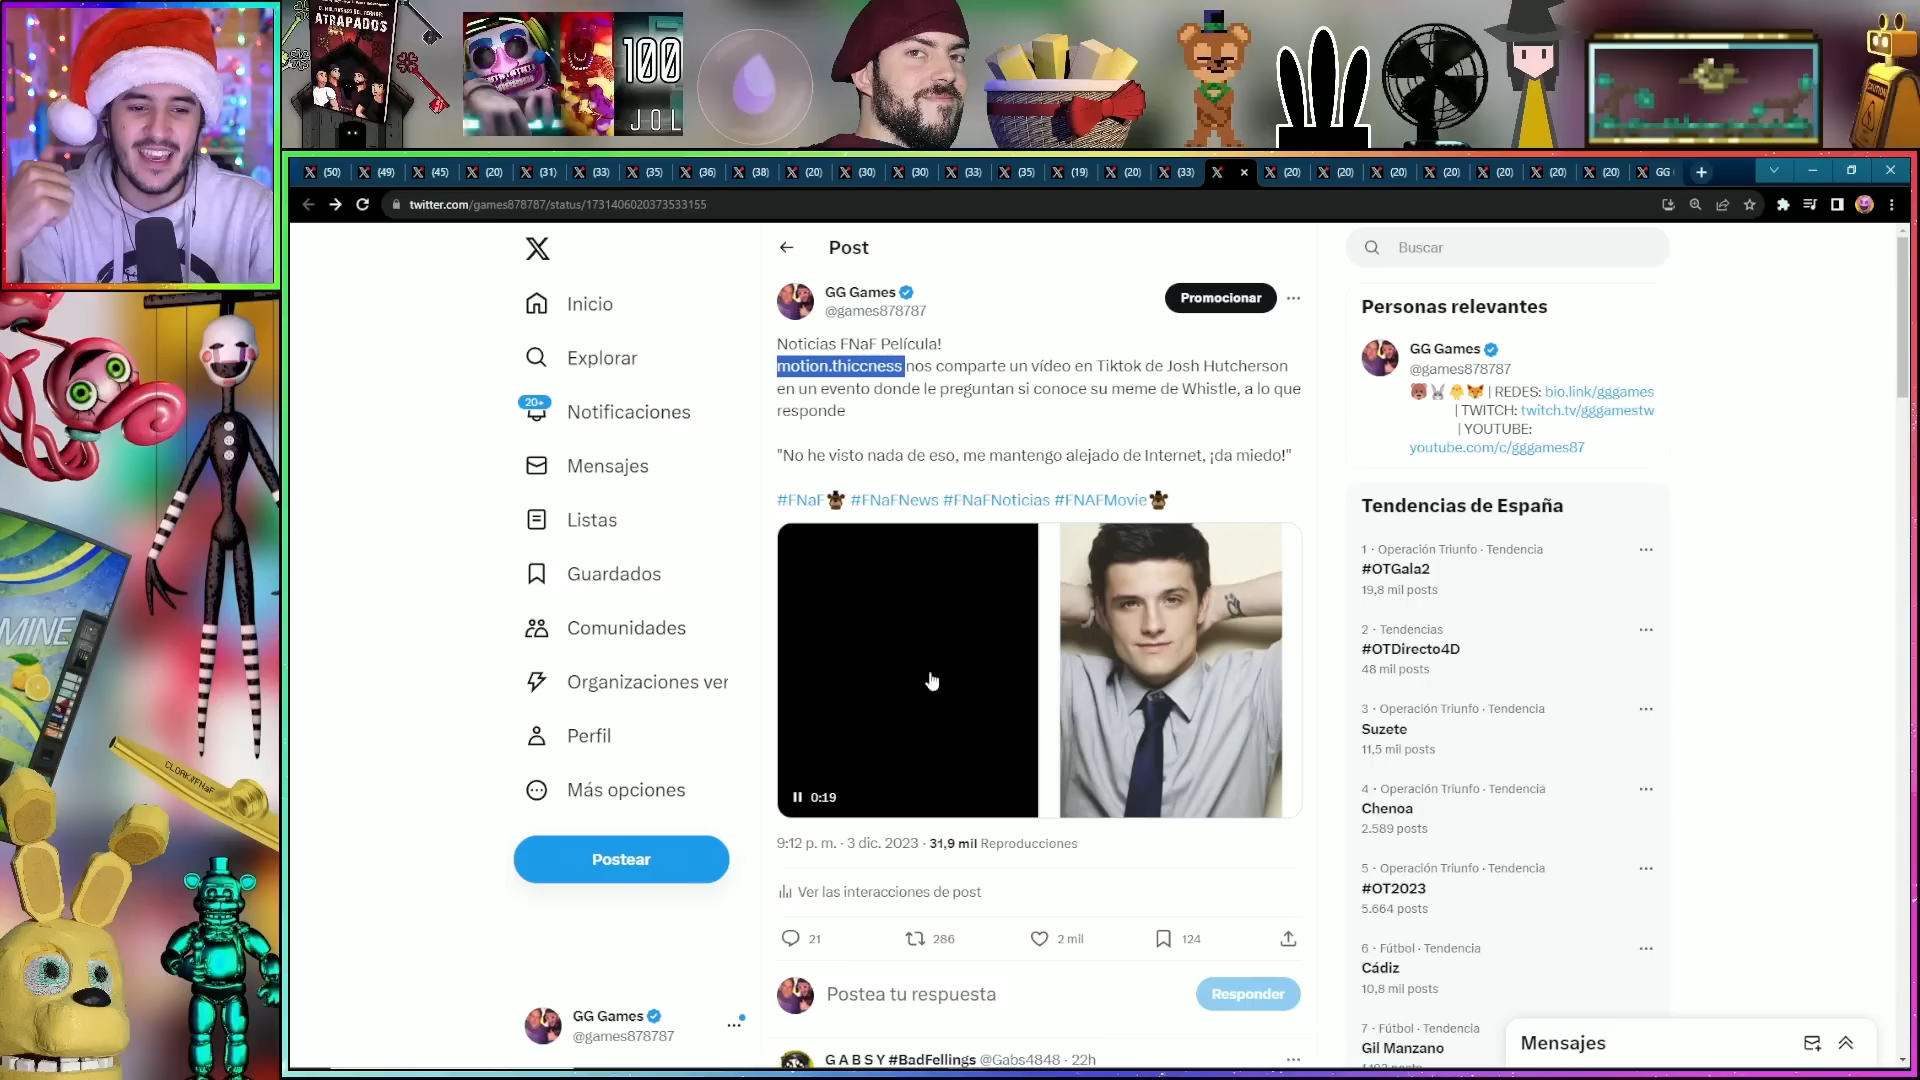 ATRAPADOS
100
JOL
CAUTION
(50)
(49)
(45)
(20)
(31)
(33)
(35)
(36)
(38)
(20)
(30)
(30)
(33)
(35)
(19)
(20)
(33)
(20)
(20)
(20)
(20)
(20)
(20)
(20)
GG
twitter.com/games878787/status/1731406020373533155
Inicio
Explorar
20+
Notificaciones
Mensajes
Listas
Guardados
Comunidades
Organizaciones ver
Perfil
Más opciones
Postear
GG Games
@games878787
Post
GG Games
@games878787
Promocionar
Noticias FNaF Película!
motion.thiccness nos comparte un vídeo en Tiktok de Josh Hutcherson
en un evento donde le preguntan si conoce su meme de Whistle, a lo que
responde
"No he visto nada de eso, me mantengo alejado de Internet, ¡da miedo!"
#FNaF #FNaFNews #FNaFNoticias #FNAFMovie
0:19
9:12 p. m. · 3 dic. 2023 · 31,9 mil Reproducciones
Ver las interacciones de post
21
286
2 mil
124
Postea tu respuesta
Responder
G A B S Y #BadFellings @Gabs4848 · 22h
Buscar
Personas relevantes
GG Games
@games878787
| REDES: bio.link/gggames
| TWITCH: twitch.tv/gggamestw
| YOUTUBE:
youtube.com/c/gggames87
Tendencias de España
1 · Operación Triunfo · Tendencia
#OTGala2
19,8 mil posts
2 · Tendencias
#OTDirecto4D
48 mil posts
3 · Operación Triunfo · Tendencia
Suzete
11,5 mil posts
4 · Operación Triunfo · Tendencia
Chenoa
2.589 posts
5 · Operación Triunfo · Tendencia
#OT2023
5.664 posts
6 · Fútbol · Tendencia
Cádiz
10,8 mil posts
7 · Fútbol · Tendencia
Gil Manzano
Mensajes
MINE
CLOAK//FNaF